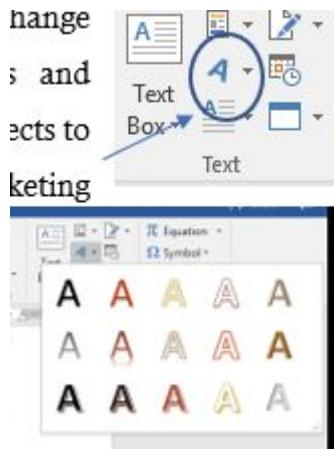 hange
s and
ects to
keting
Text
Box
Text
π Equation
Ω Symbol
A A A A A
A A A A A
A A A A A